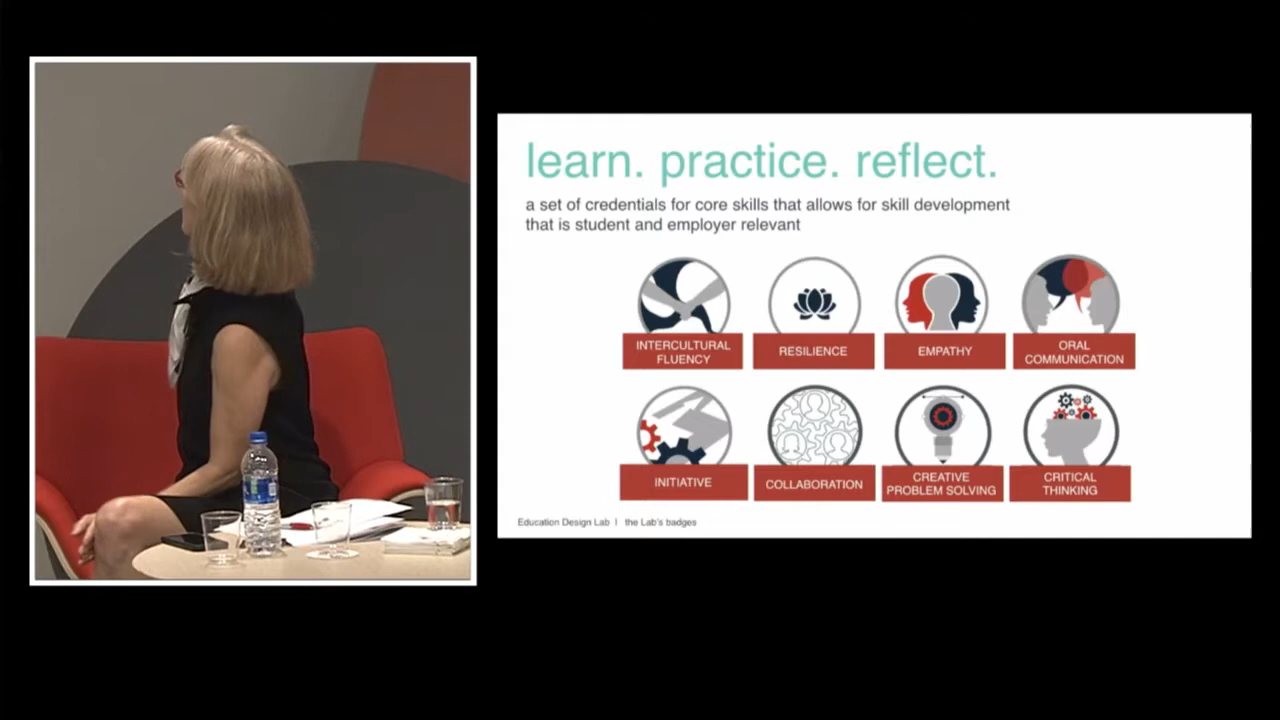 learn. practice. reflect.
a set of credentials for core skills that allows for skill development
that is student and employer relevant
INTERCULTURAL
FLUENCY
RESILIENCE
EMPATHY
ORAL
COMMUNICATION
INITIATIVE
COLLABORATION
CREATIVE
PROBLEM SOLVING
CRITICAL
THINKING
Education Design Lab | the Lab's badges